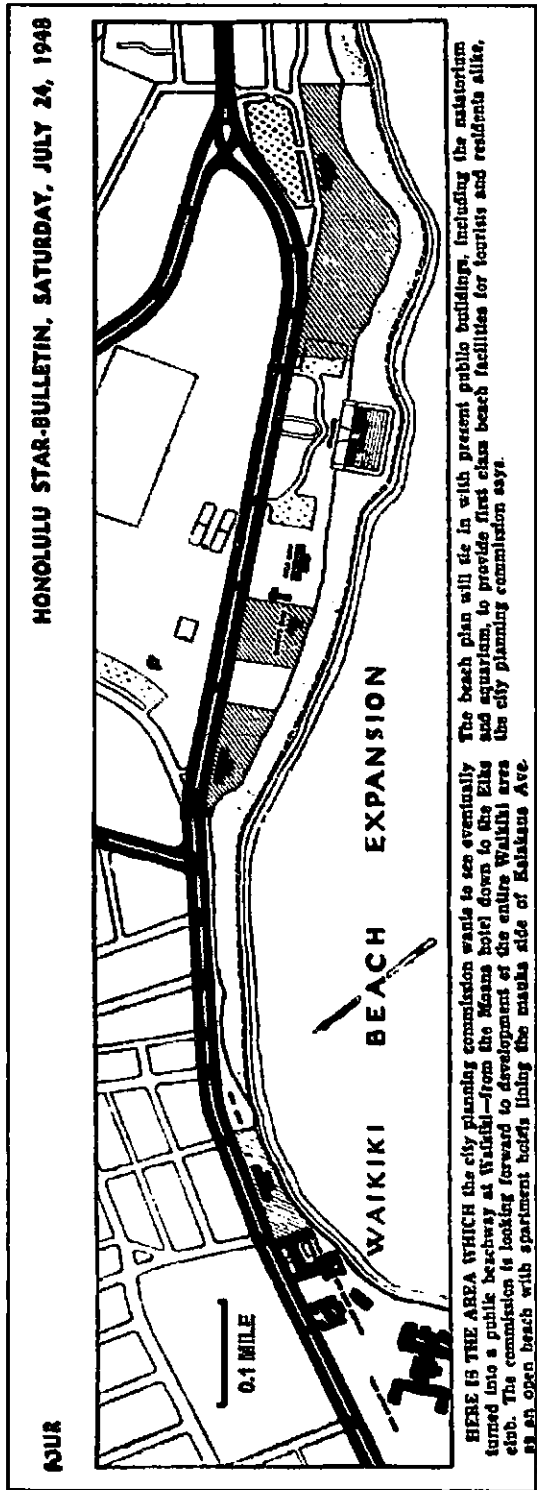 FOUR
HONOLULU STAR-BULLETIN, SATURDAY, JULY 24, 1948
0.1 MILE
WAIKIKI BEACH EXPANSION
HERE IS THE AREA WHICH the city planning commission wants to see eventually
turned into a public beachway at Waikiki—from the Moana hotel down to the Elks
club. The commission is looking forward to development of the entire Waikiki area
as an open beach with apartment hotels lining the mauka side of Kalakaua Ave.
The beach plan will tie in with present public buildings, including the natatorium
and aquarium, to provide first class beach facilities for tourists and residents alike,
the city planning commission says.